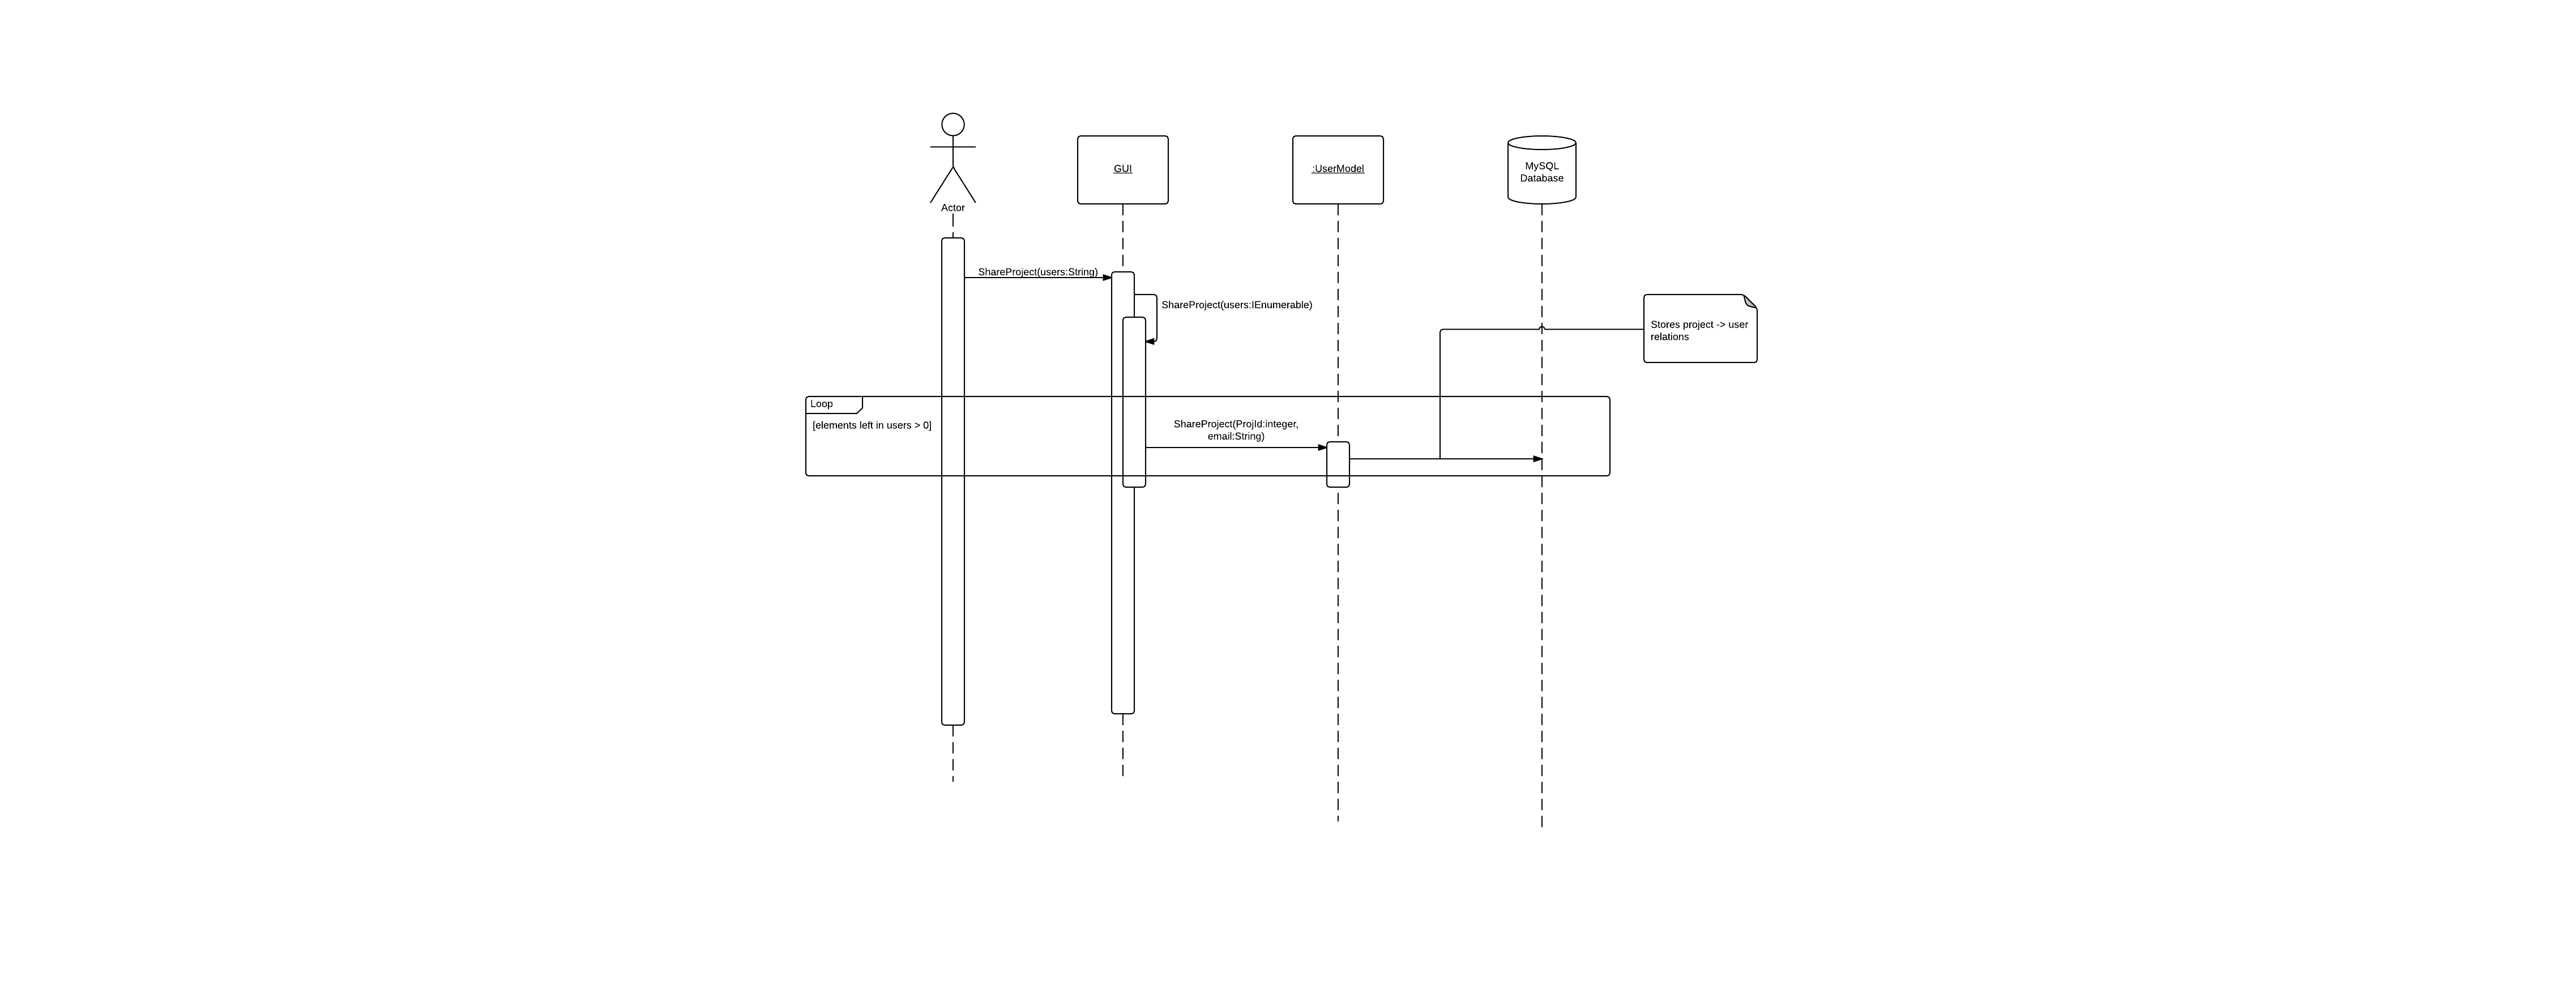 Actor
GUI
:UserModel
MySQL
Database
ShareProject(users:String)
ShareProject(users:IEnumerable)
Stores project -> user
relations
Loop
[elements left in users > 0]
ShareProject(ProjId:integer,
email:String)